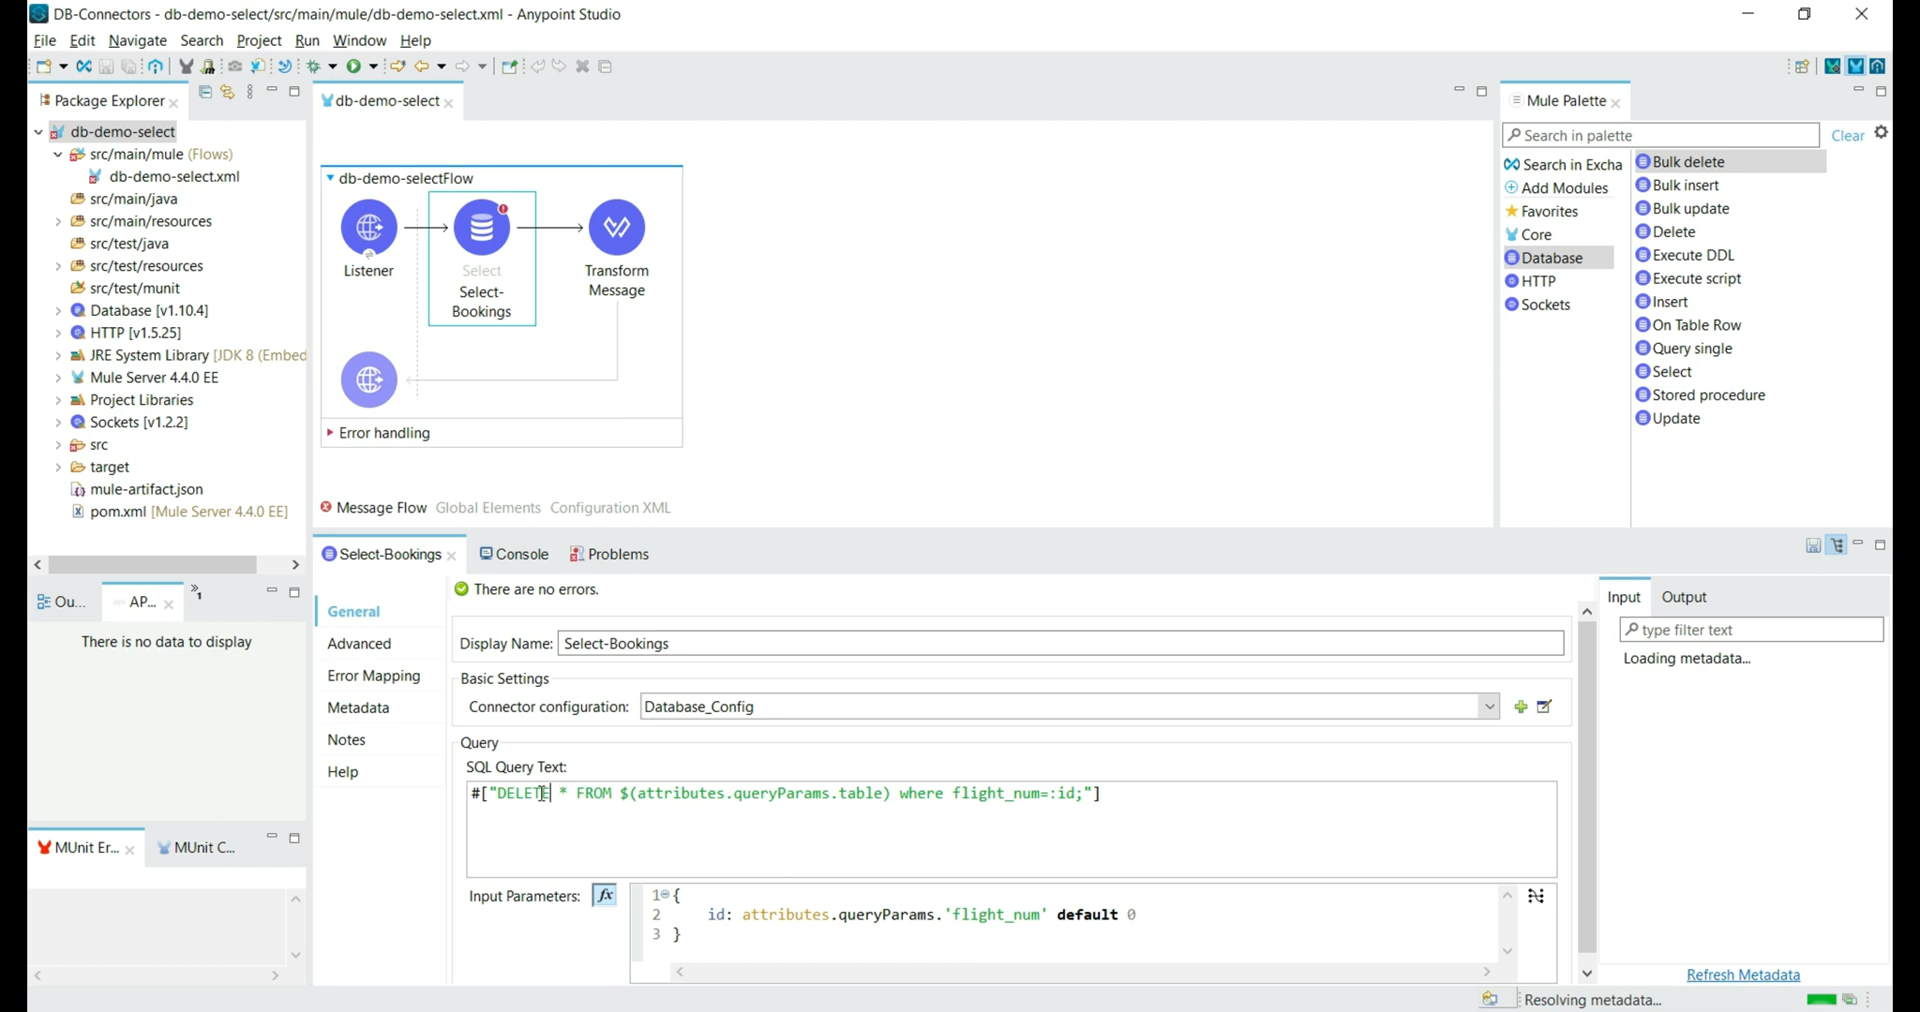 DB-Connectors - db-demo-select/src/main/mule/db-demo-select.xml - Anypoint Studio
File Edit Navigate Search Project Run Window Help
Package Explorer
db-demo-select
src/main/mule (Flows)
db-demo-select.xml
src/main/java
src/main/resources
src/test/java
src/test/resources
src/test/munit
Database [v1.10.4]
HTTP [v1.5.25]
JRE System Library [JDK 8 (Embed
Mule Server 4.4.0 EE
Project Libraries
Sockets [v1.2.2]
src
target
mule-artifact.json
pom.xml [Mule Server 4.4.0 EE]
Ou... AP... »1
There is no data to display
MUnit Er... MUnit C...
db-demo-select
db-demo-selectFlow
Listener
Select
Select-
Bookings
Transform
Message
Error handling
Message Flow Global Elements Configuration XML
Mule Palette
Search in palette Clear
Search in Excha
Add Modules
Favorites
Core
Database
HTTP
Sockets
Bulk delete
Bulk insert
Bulk update
Delete
Execute DDL
Execute script
Insert
On Table Row
Query single
Select
Stored procedure
Update
Select-Bookings Console Problems
General
Advanced
Error Mapping
Metadata
Notes
Help
There are no errors.
Display Name: Select-Bookings
Basic Settings
Connector configuration: Database_Config
Query
SQL Query Text:
#["DELETE * FROM $(attributes.queryParams.table) where flight_num=:id;"]
Input Parameters: fx
1 {
2 id: attributes.queryParams.'flight_num' default 0
3 }
Input Output
type filter text
Loading metadata...
Refresh Metadata
Resolving metadata...